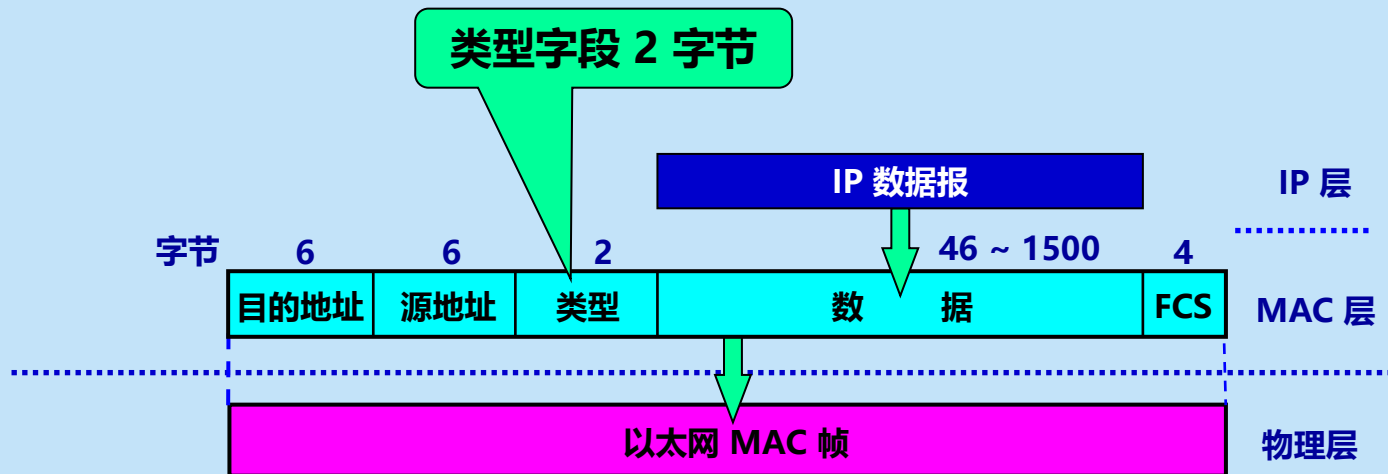 类型字段 2 字节
IP 数据报
IP 层
字节 6 6 2 46 ~ 1500 4
目的地址 源地址 类型 数 据 FCS MAC 层
以太网 MAC 帧 物理层